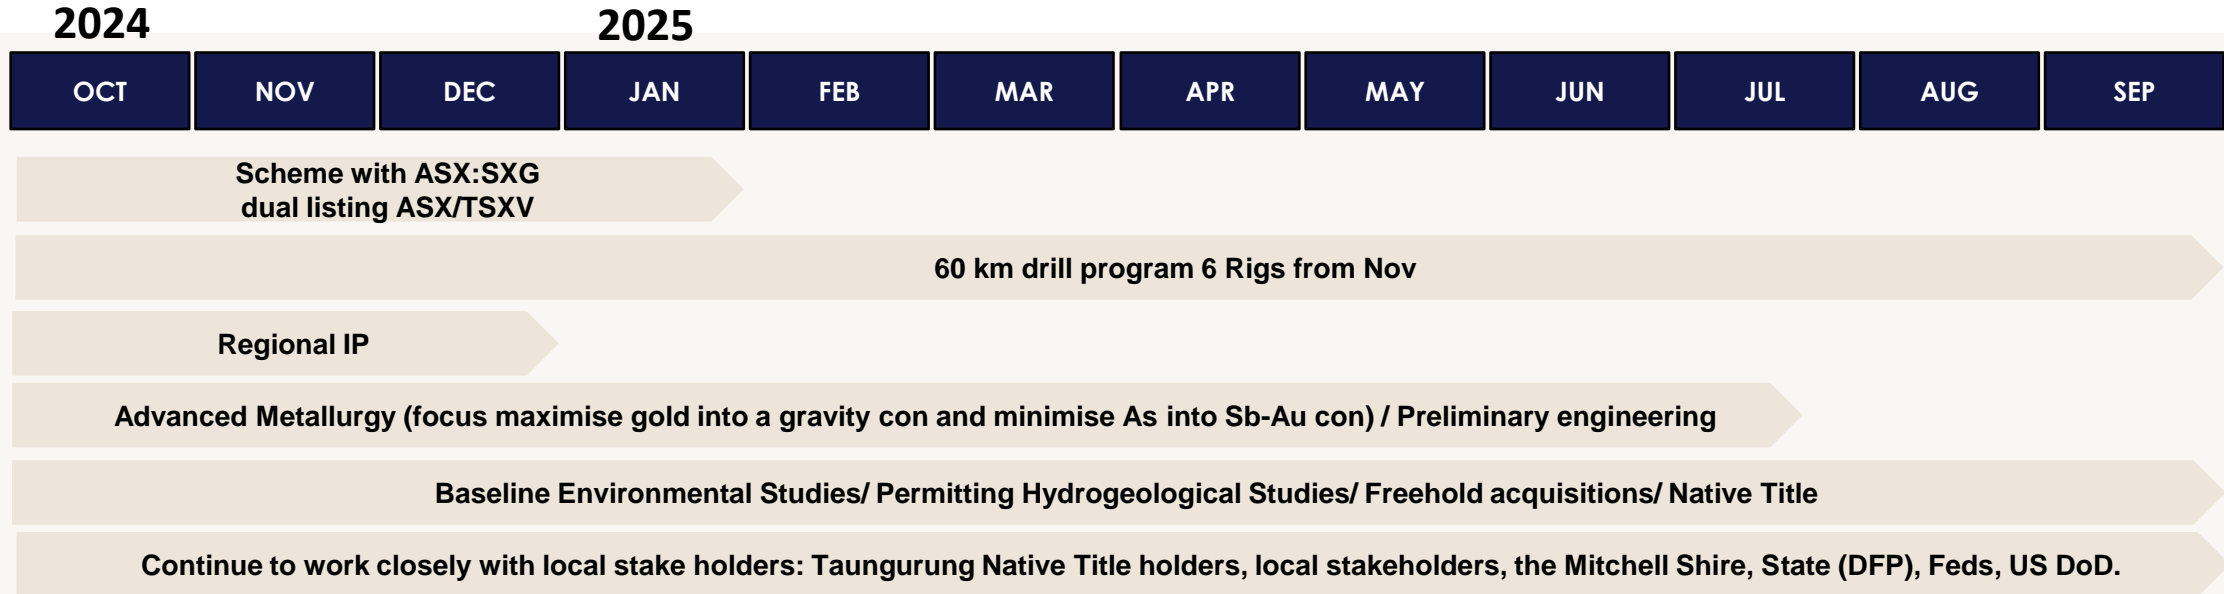 2024 2025
OCT NOV DEC JAN FEB MAR APR MAY JUN JUL AUG SEP
Scheme with ASX:SXG
dual listing ASX/TSXV
60 km drill program 6 Rigs from Nov
Regional IP
Advanced Metallurgy (focus maximise gold into a gravity con and minimise As into Sb-Au con) / Preliminary engineering
Baseline Environmental Studies/ Permitting Hydrogeological Studies/ Freehold acquisitions/ Native Title
Continue to work closely with local stake holders: Taungurung Native Title holders, local stakeholders, the Mitchell Shire, State (DFP), Feds, US DoD.